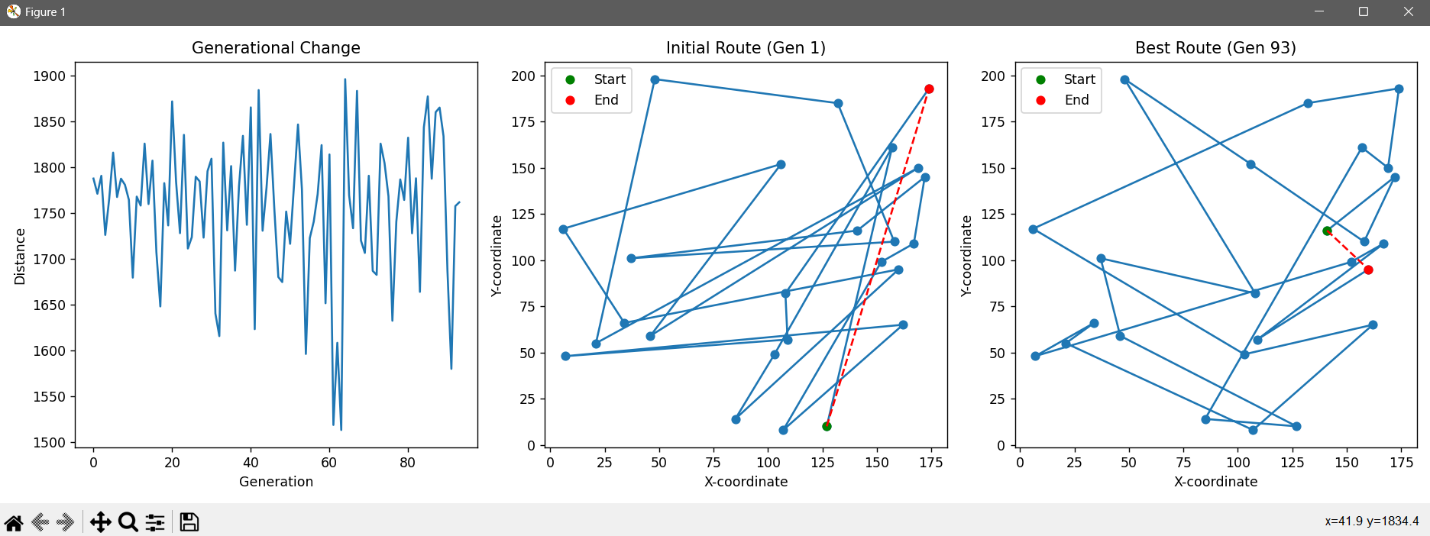 Figure 1
Generational Change
1900
1850
1800
1750
1700
1650
1600
1550
1500
Distance
0 20 40 60 80
Generation
Initial Route (Gen 1)
Start
End
200
175
150
125
100
75
50
25
0
Y-coordinate
0 25 50 75 100 125 150 175
X-coordinate
Best Route (Gen 93)
Start
End
200
175
150
125
100
75
50
25
0
Y-coordinate
0 25 50 75 100 125 150 175
X-coordinate
x=41.9 y=1834.4